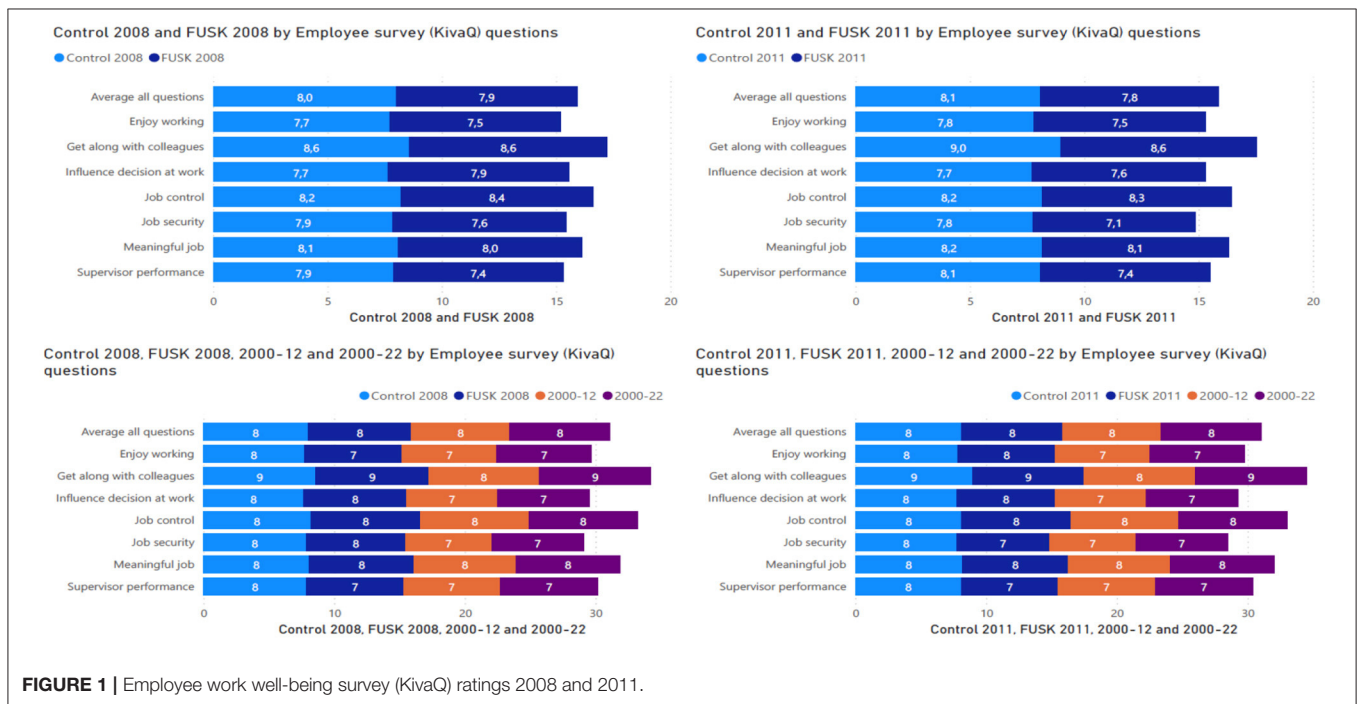 Control 2008 and FUSK 2008 by Employee survey (KivaQ) questions
Control 2008 FUSK 2008
Average all questions 8,0 7,9
Enjoy working 7,7 7,5
Get along with colleagues 8,6 8,6
Influence decision at work 7,7 7,9
Job control 8,2 8,4
Job security 7,9 7,6
Meaningful job 8,1 8,0
Supervisor performance 7,9 7,4
0 5 10 15 20
Control 2008 and FUSK 2008
Control 2011 and FUSK 2011 by Employee survey (KivaQ) questions
Control 2011 FUSK 2011
Average all questions 8,1 7,8
Enjoy working 7,8 7,5
Get along with colleagues 9,0 8,6
Influence decision at work 7,7 7,6
Job control 8,2 8,3
Job security 7,8 7,1
Meaningful job 8,2 8,1
Supervisor performance 8,1 7,4
0 5 10 15 20
Control 2011 and FUSK 2011
Control 2008, FUSK 2008, 2000-12 and 2000-22 by Employee survey (KivaQ)
questions
Control 2008 FUSK 2008 2000-12 2000-22
Average all questions 8 8 8 8
Enjoy working 8 7 7 7
Get along with colleagues 9 9 8 9
Influence decision at work 8 8 7 7
Job control 8 8 8 8
Job security 8 8 7 7
Meaningful job 8 8 8 8
Supervisor performance 8 7 7 7
0 10 20 30
Control 2008, FUSK 2008, 2000-12 and 2000-22
Control 2011, FUSK 2011, 2000-12 and 2000-22 by Employee survey (KivaQ)
questions
Control 2011 FUSK 2011 2000-12 2000-22
Average all questions 8 8 8 8
Enjoy working 8 8 7 7
Get along with colleagues 9 9 8 9
Influence decision at work 8 8 7 7
Job control 8 8 8 8
Job security 8 7 7 7
Meaningful job 8 8 8 8
Supervisor performance 8 7 7 7
0 10 20 30
Control 2011, FUSK 2011, 2000-12 and 2000-22
FIGURE 1 | Employee work well-being survey (KivaQ) ratings 2008 and 2011.